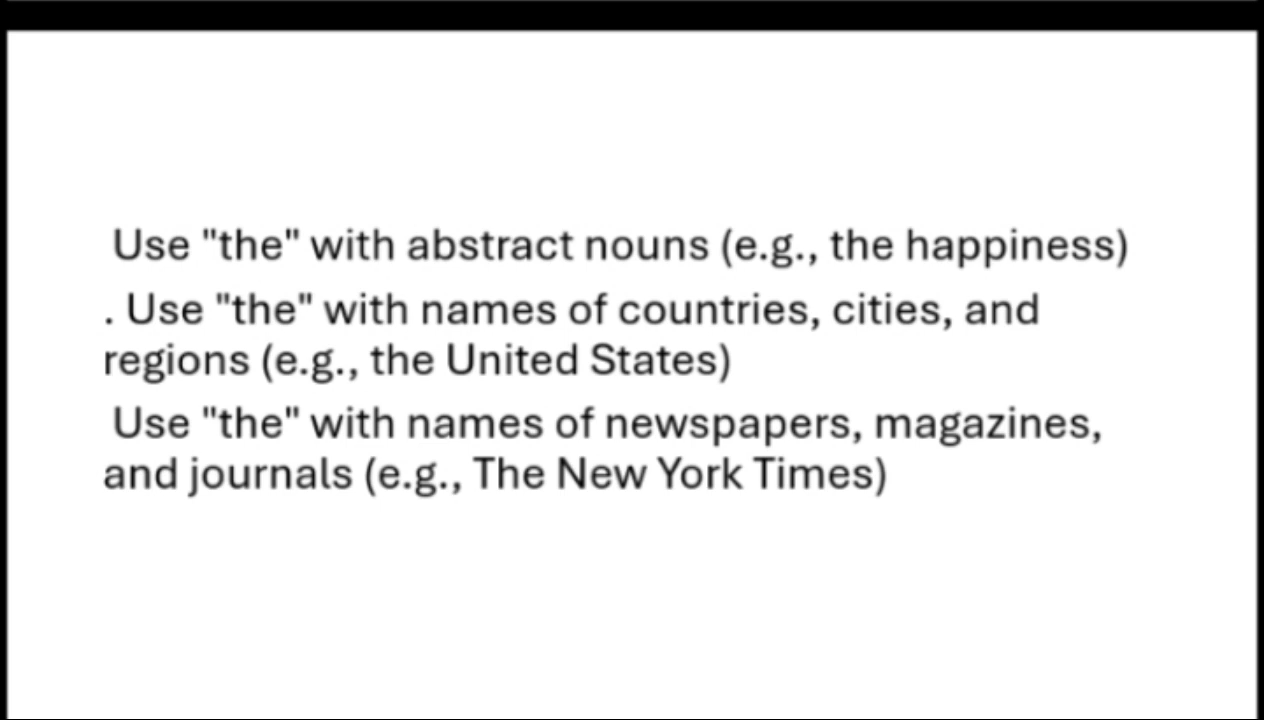 Use "the" with abstract nouns (e.g., the happiness)
. Use "the" with names of countries, cities, and
regions (e.g., the United States)
Use "the" with names of newspapers, magazines,
and journals (e.g., The New York Times)